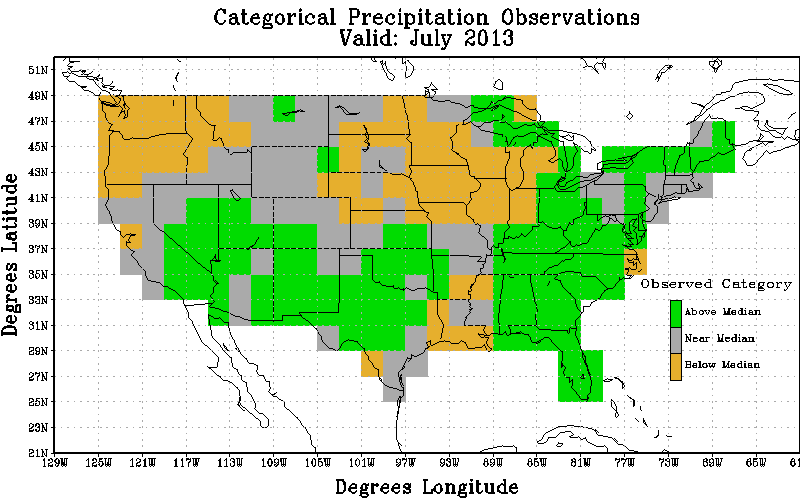 Categorical Precipitation Observations
Valid: July 2013
51N
49N
47N
45N
43N
41N
39N
37N
35N
33N
31N
29N
27N
25N
23N
21N
Degrees Latitude
Observed Category
Above Median
Near Median
Below Median
129W 125W 121W 117W 113W 109W 105W 101W 97W 93W 89W 85W 81W 77W 73W 69W 65W 61
Degrees Longitude